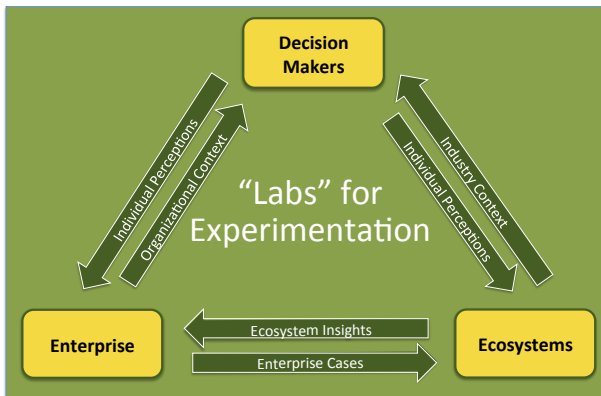 Decision
Makers
Individual Perceptions
Organizational Context
Industry Context
Individual Perceptions
“Labs” for
Experimentation
Enterprise
Ecosystem Insights
Enterprise Cases
Ecosystems